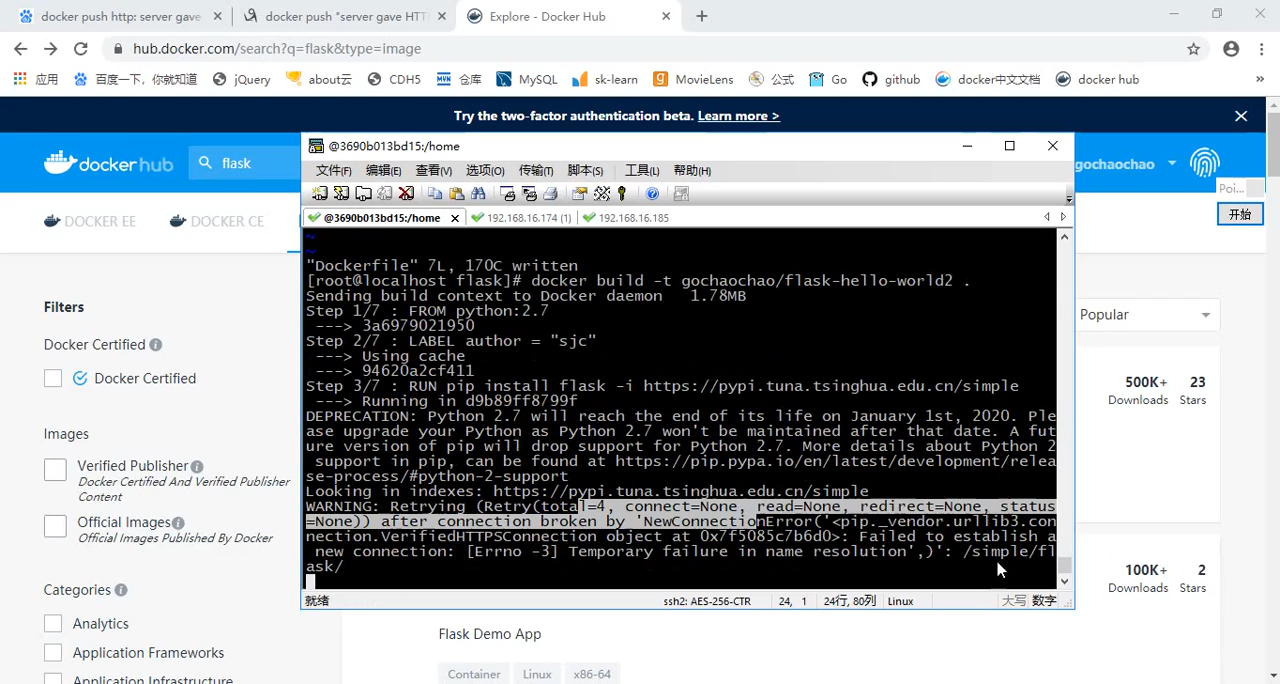 docker push http: server gave
docker push "server gave HTT
Explore - Docker Hub
hub.docker.com/search?q=flask&type=image
应用
百度一下，你就知道
jQuery
about云
CDH5
仓库
MySQL
sk-learn
MovieLens
公式
Go
github
docker中文文档
docker hub
»
Try the two-factor authentication beta. Learn more >
docker hub
flask
gochaochao
DOCKER EE
DOCKER CE
Poi...
开始
Filters
Docker Certified
Docker Certified
Images
Verified Publisher
Docker Certified And Verified Publisher
Content
Official Images
Official Images Published By Docker
Categories
Analytics
Application Frameworks
Application Infrastructure
@3690b013bd15:/home
文件(F) 编辑(E) 查看(V) 选项(O) 传输(T) 脚本(S) 工具(L) 帮助(H)
@3690b013bd15:/home
192.168.16.174 (1)
192.168.16.185
~
~
"Dockerfile" 7L, 170C written
[root@localhost flask]# docker build -t gochaochao/flask-hello-world2 .
Sending build context to Docker daemon 1.78MB
Step 1/7 : FROM python:2.7
---> 3a6979021950
Step 2/7 : LABEL author = "sjc"
---> Using cache
---> 94620a2cf411
Step 3/7 : RUN pip install flask -i https://pypi.tuna.tsinghua.edu.cn/simple
---> Running in d9b89ff8799f
DEPRECATION: Python 2.7 will reach the end of its life on January 1st, 2020. Ple
ase upgrade your Python as Python 2.7 won't be maintained after that date. A fut
ure version of pip will drop support for Python 2.7. More details about Python 2
support in pip, can be found at https://pip.pypa.io/en/latest/development/relea
se-process/#python-2-support
Looking in indexes: https://pypi.tuna.tsinghua.edu.cn/simple
WARNING: Retrying (Retry(total=4, connect=None, read=None, redirect=None, status
=None)) after connection broken by 'NewConnectionError('<pip._vendor.urllib3.con
nection.VerifiedHTTPSConnection object at 0x7f5085c7b6d0>: Failed to establish a
new connection: [Errno -3] Temporary failure in name resolution',)': /simple/fl
ask/
就绪
ssh2: AES-256-CTR
24, 1
24行, 80列
Linux
大写 数字
Popular
500K+ 23
Downloads Stars
100K+ 2
Downloads Stars
Flask Demo App
Container
Linux
x86-64